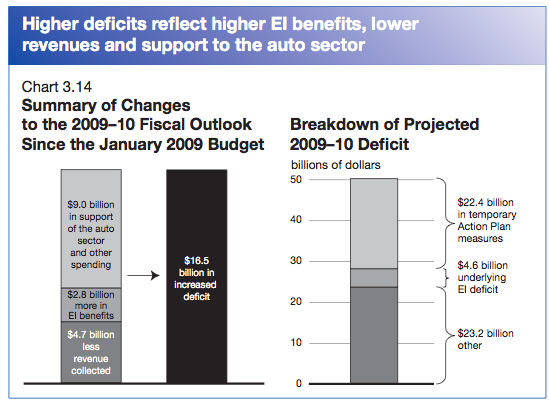 Higher deficits reflect higher EI benefits, lower
revenues and support to the auto sector
Chart 3.14
Summary of Changes
to the 2009–10 Fiscal Outlook
Since the January 2009 Budget
$9.0 billion
in support
of the auto
sector
and other
spending
$2.8 billion
more in
EI benefits
$4.7 billion
less
revenue
collected
$16.5
billion in
increased
deficit
Breakdown of Projected
2009–10 Deficit
billions of dollars
50
40
30
20
10
0
$22.4 billion
in temporary
Action Plan
measures
$4.6 billion
underlying
EI deficit
$23.2 billion
other